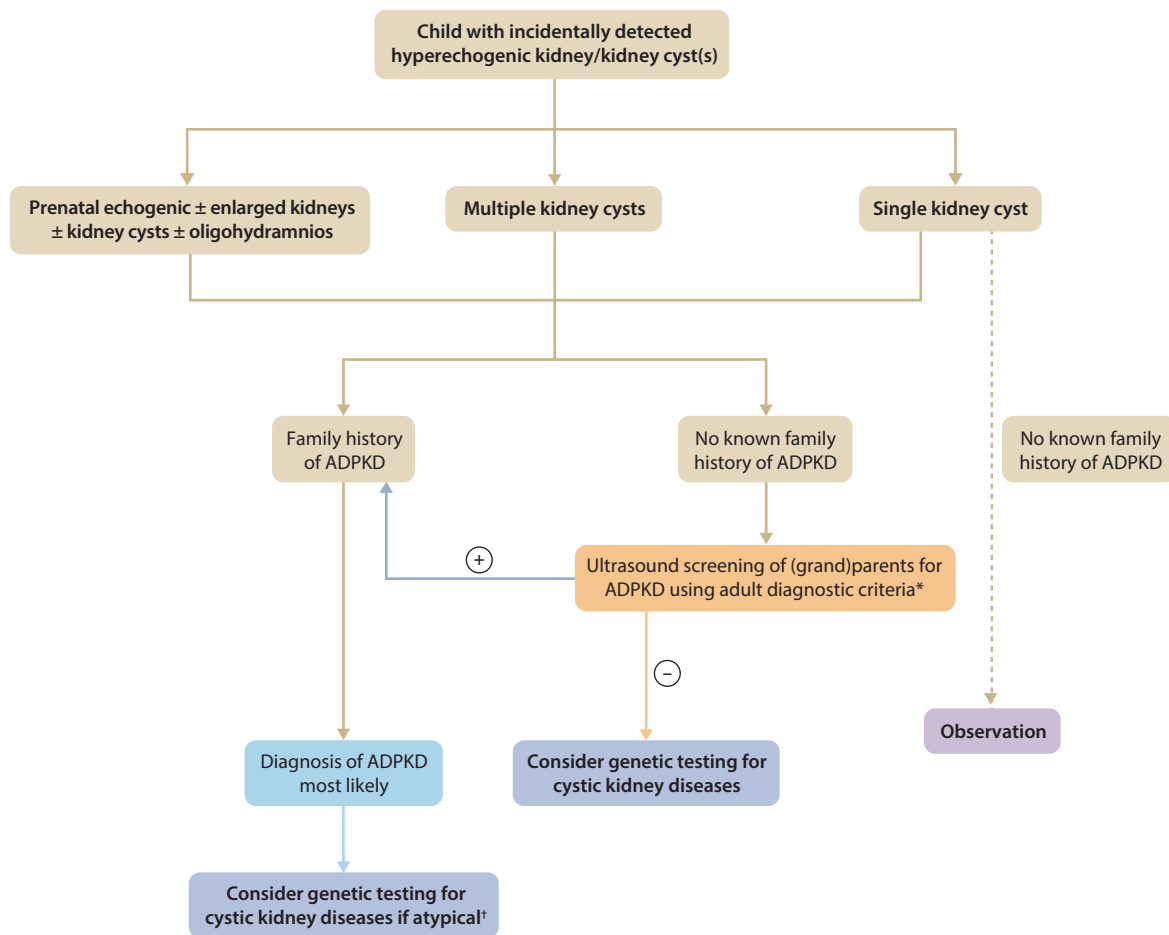 Child with incidentally detected
hyperechogenic kidney/kidney cyst(s)
Prenatal echogenic ± enlarged kidneys
± kidney cysts ± oligohydramnios
Multiple kidney cysts
Single kidney cyst
Family history
of ADPKD
No known family
history of ADPKD
No known family
history of ADPKD
+
Ultrasound screening of (grand)parents for
ADPKD using adult diagnostic criteria*
−
Observation
Diagnosis of ADPKD
most likely
Consider genetic testing for
cystic kidney diseases
Consider genetic testing for
cystic kidney diseases if atypical†